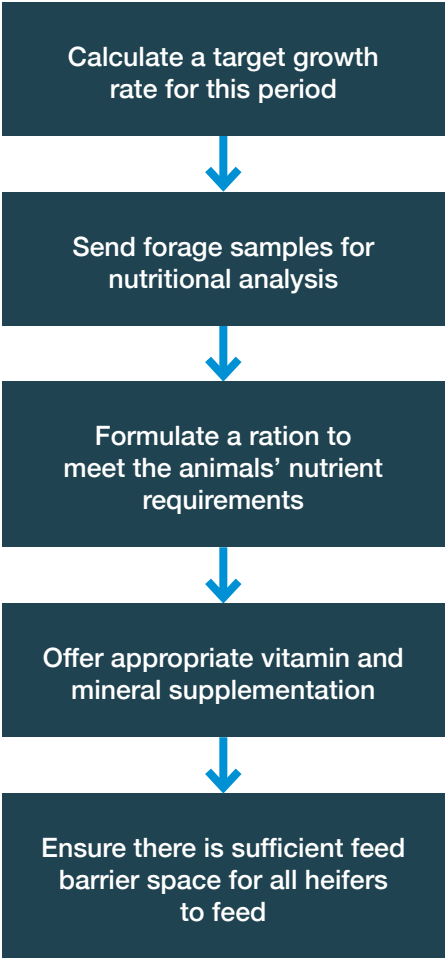 Calculate a target growth
rate for this period
Send forage samples for
nutritional analysis
Formulate a ration to
meet the animals’ nutrient
requirements
Offer appropriate vitamin and
mineral supplementation
Ensure there is sufficient feed
barrier space for all heifers
to feed